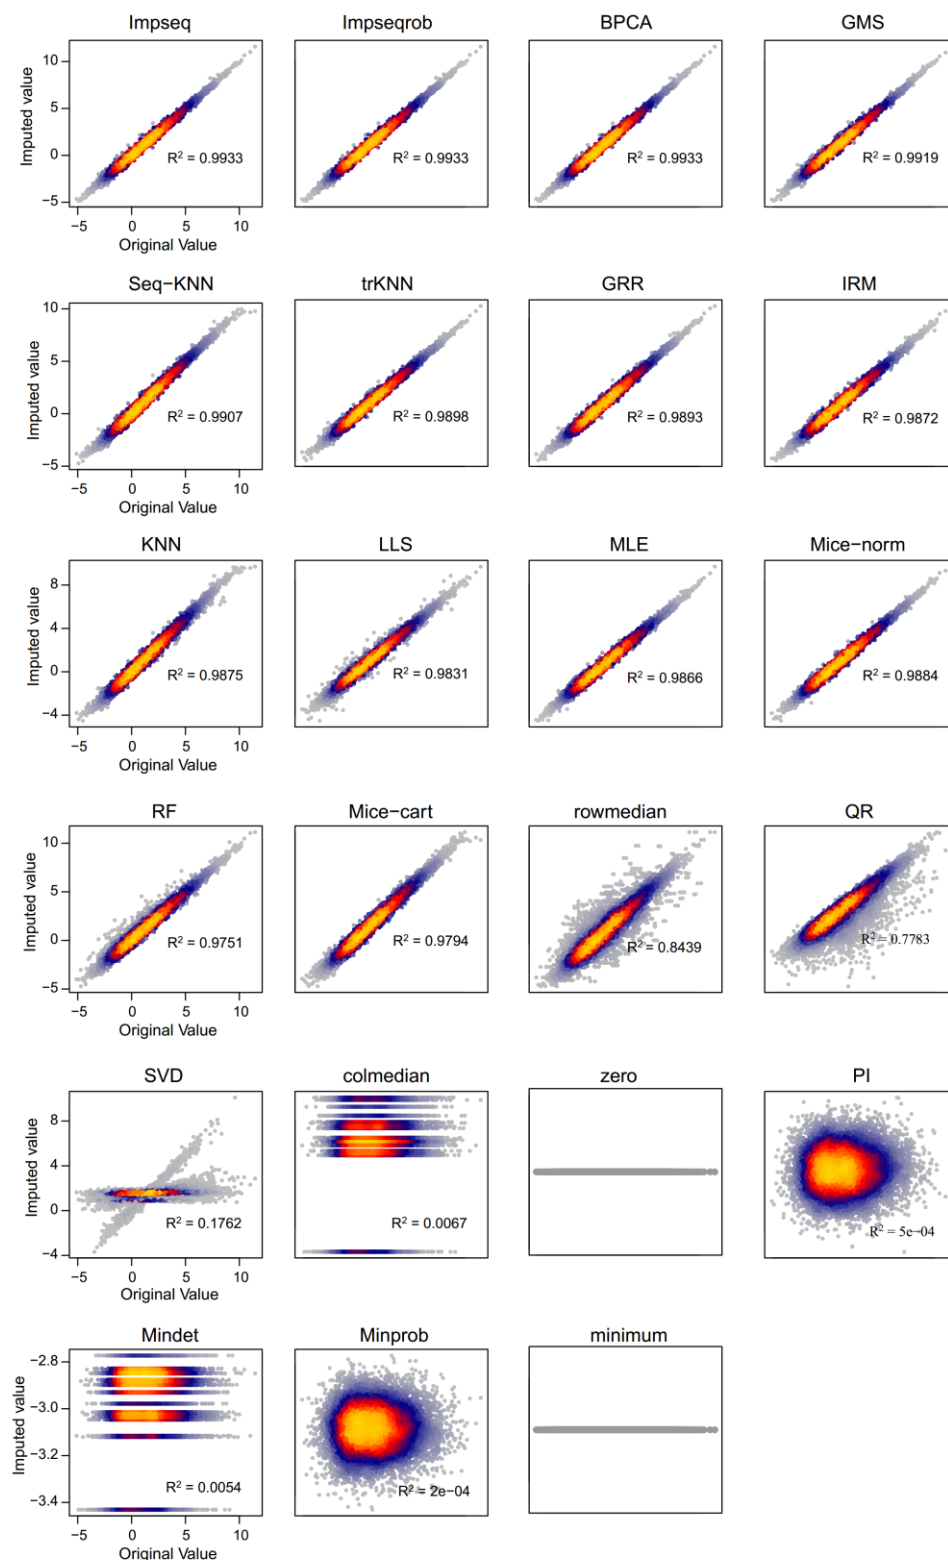 Impseq Impseqrob BPCA GMS
Imputed value
10
5
0
−5
R² = 0.9933 R² = 0.9933 R² = 0.9933 R² = 0.9919
−5 0 5 10
Original Value
Seq−KNN trKNN GRR IRM
Imputed value
10
5
0
−5
R² = 0.9907 R² = 0.9898 R² = 0.9893 R² = 0.9872
−5 0 5 10
Original Value
KNN LLS MLE Mice−norm
Imputed value
8
4
0
−4
R² = 0.9875 R² = 0.9831 R² = 0.9866 R² = 0.9884
−5 0 5 10
Original Value
RF Mice−cart rowmedian QR
Imputed value
10
5
0
−5
R² = 0.9751 R² = 0.9794 R² = 0.8439 R² = 0.7783
−5 0 5 10
Original Value
SVD colmedian zero PI
Imputed value
8
4
0
−4
R² = 0.1762 R² = 0.0067 R² = 5e−04
−5 0 5 10
Original Value
Mindet Minprob minimum
Imputed value
−2.8
−3.0
−3.2
−3.4
R² = 0.0054 R² = 2e−04
−5 0 5 10
Original Value